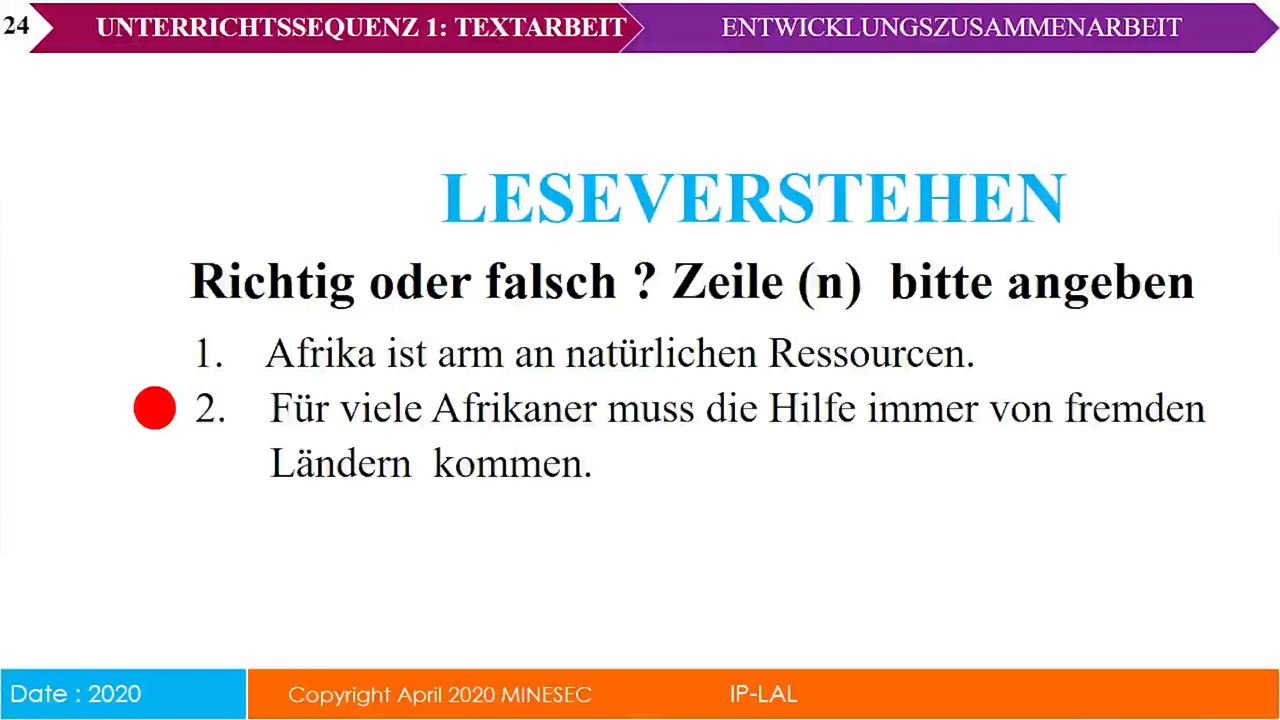 24 UNTERRICHTSSEQUENZ 1: TEXTARBEIT ENTWICKLUNGSZUSAMMENARBEIT
LESEVERSTEHEN
Richtig oder falsch ? Zeile (n) bitte angeben
1. Afrika ist arm an natürlichen Ressourcen.
2. Für viele Afrikaner muss die Hilfe immer von fremden
Ländern kommen.
Date : 2020 Copyright April 2020 MINESEC IP-LAL